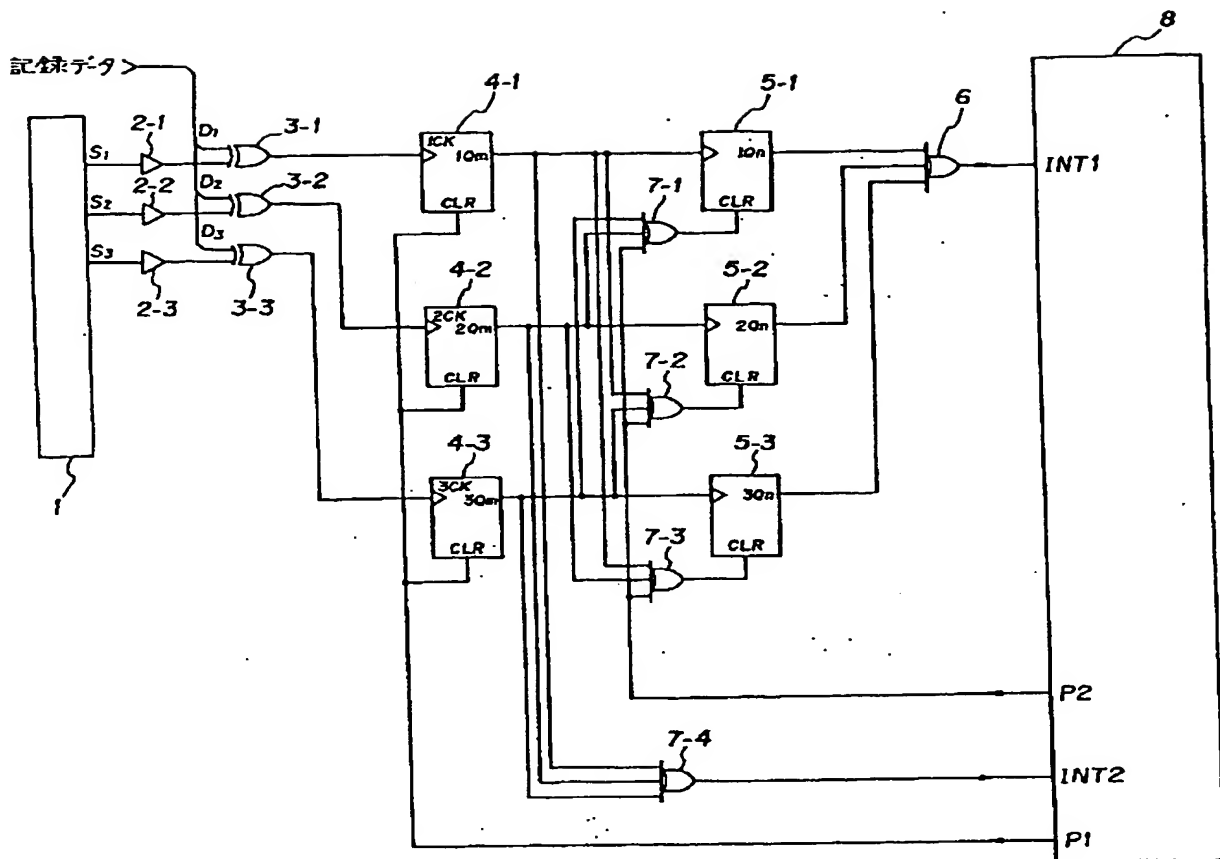 8
記録データ
4-1
5-1
6
2-1
D1
3-1
1CK
1Qm
1Qn
S1
INT1
2-2
D2
3-2
CLR
CLR
7-1
S2
D3
S3
4-2
5-2
2-3
3-3
2CK
2Qm
2Qn
7-2
CLR
CLR
4-3
5-3
1
3CK
3Qm
3Qn
7-3
CLR
CLR
P2
7-4
INT2
P1